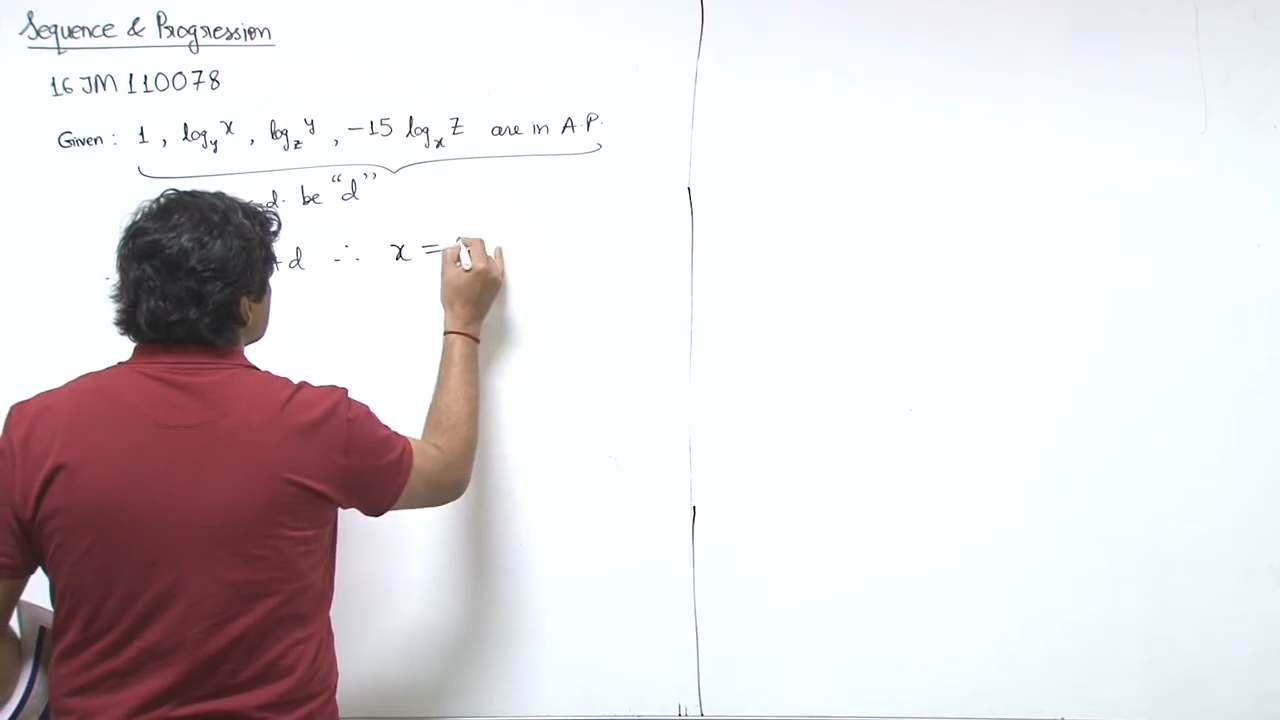 Sequence & Progression
16 JM 110078
Given : 1 , log_y x , log_z y , -15 log_x z are in A.P.
be "d"
+d ∴ x =